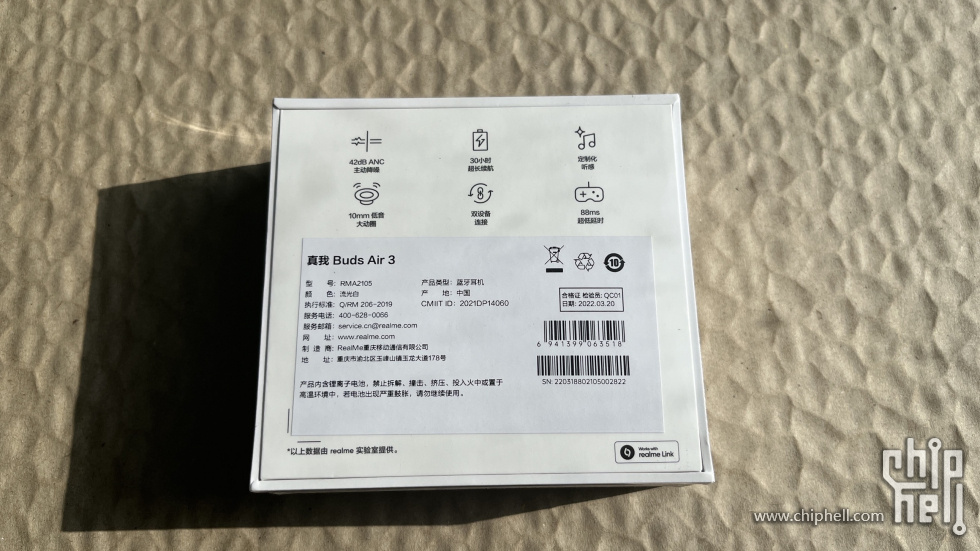 42dB ANC
主动降噪
30小时
超长续航
定制化
听感
10mm 低音
大动圈
双设备
连接
88ms
超低延时
真我 Buds Air 3
型 号: RMA2105
颜 色: 流光白
执行标准: Q/RM 206-2019
服务电话: 400-628-0066
服务邮箱: service.cn@realme.com
网 址: www.realme.com
制 造 商: RealMe重庆移动通信有限公司
地 址: 重庆市渝北区玉峰山镇玉龙大道178号
产品类型: 蓝牙耳机
产 地: 中国
CMIIT ID: 2021DP14060
10
合格证 检验员: QC01
日期: 2022.03.20
6 941399 063518
SN: 220318802105002822
产品内含锂离子电池，禁止拆解、撞击、挤压、投入火中或置于
高温环境中，若电池出现严重鼓胀，请勿继续使用。
*以上数据由 realme 实验室提供。
Works with
realme Link
www.chiphell.com
chip
hell